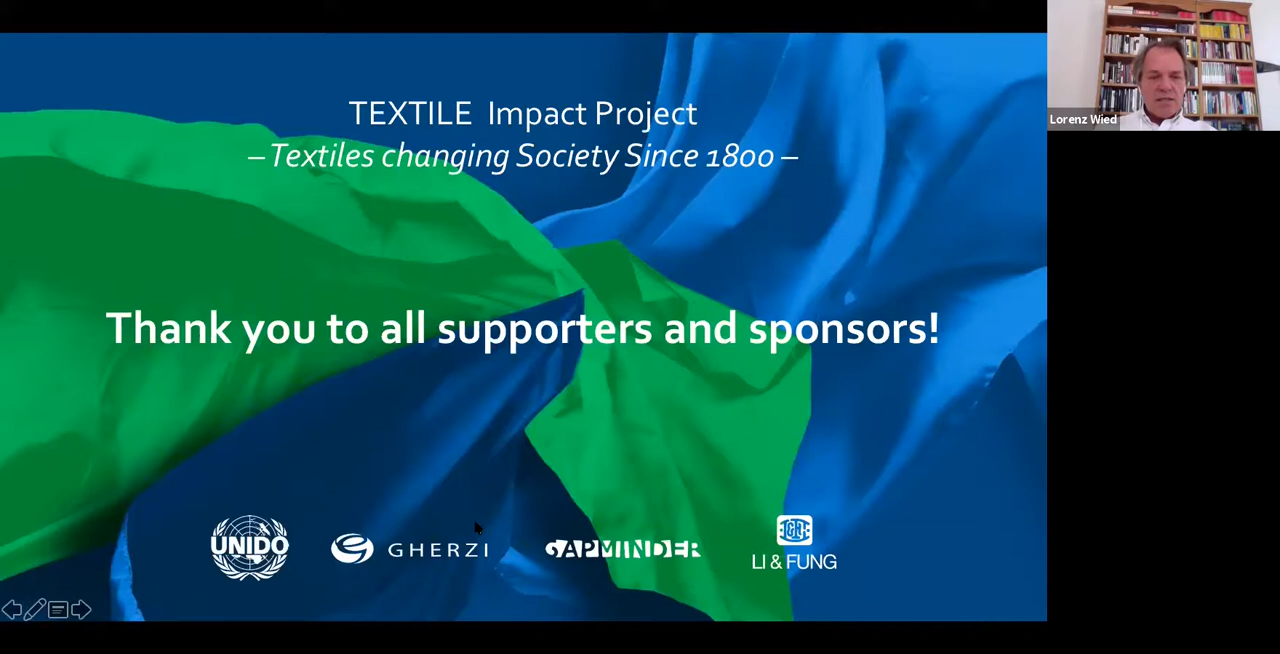 TEXTILE Impact Project
– Textiles changing Society Since 1800 –
Thank you to all supporters and sponsors!
UNIDO
GHERZI
GAPMINDER
LI & FUNG
Lorenz Wied